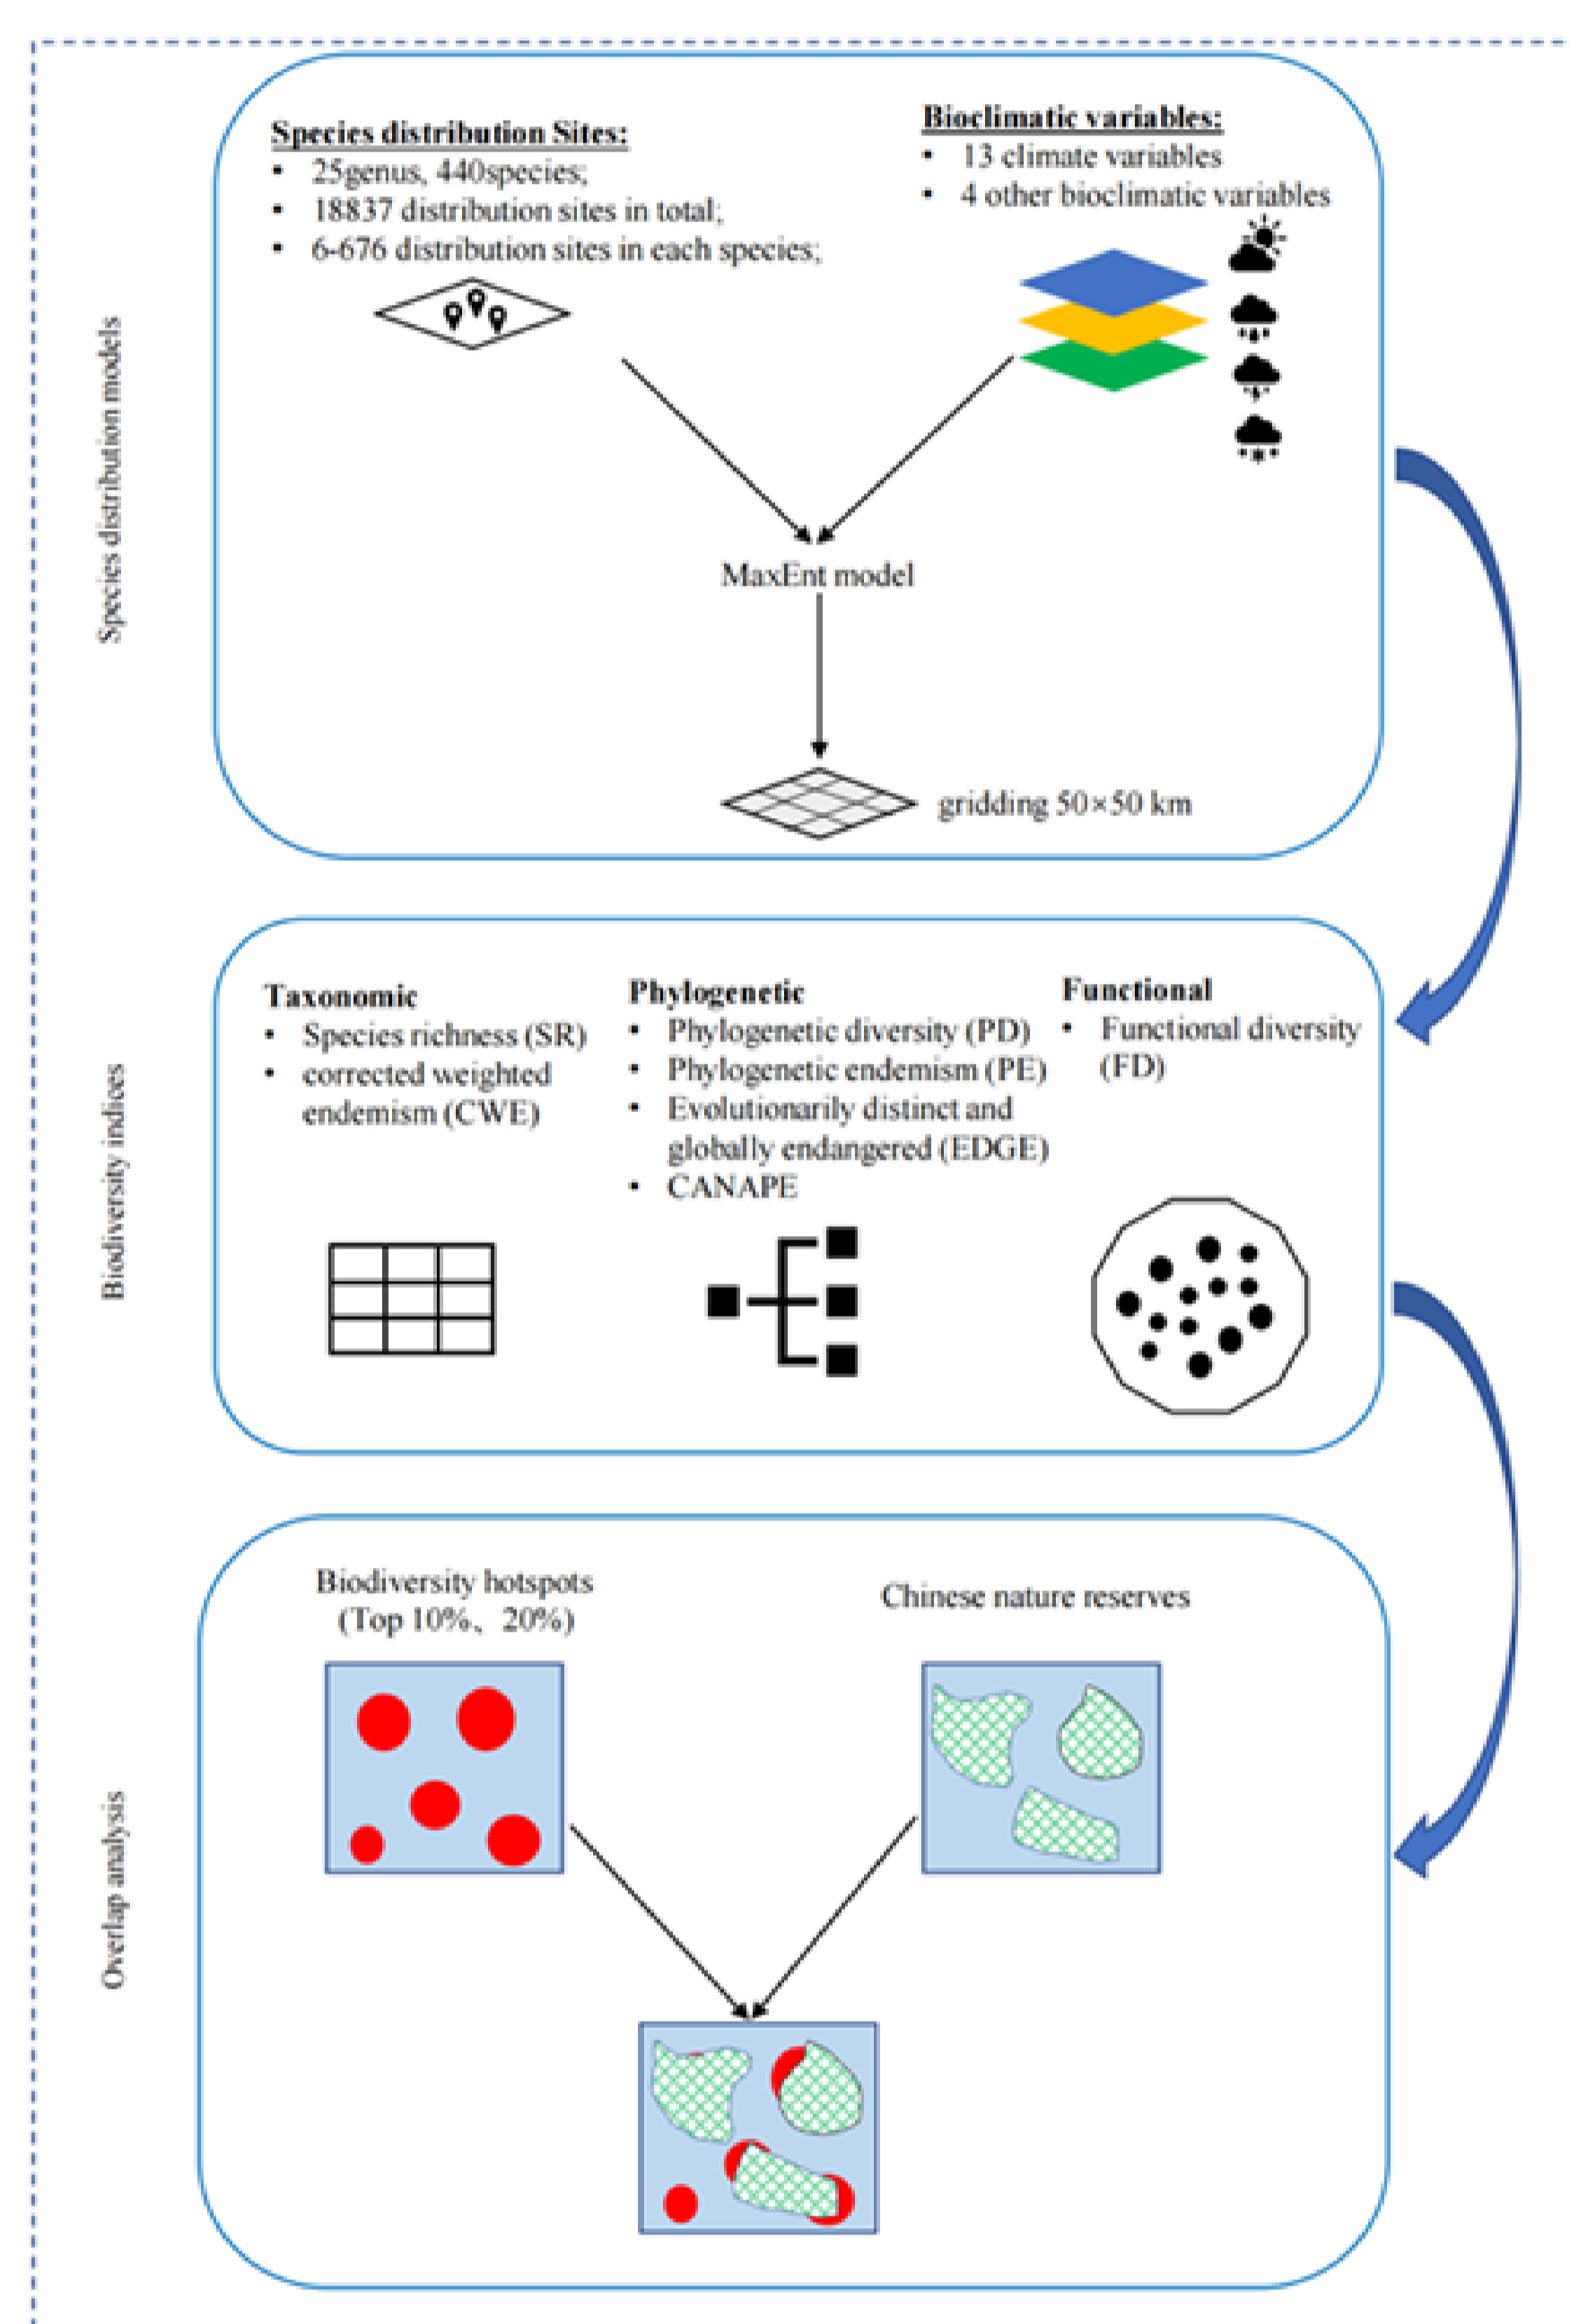 Species distribution models
Species distribution Sites:
• 25genus, 440species;
• 18837 distribution sites in total;
• 6-676 distribution sites in each species;
Bioclimatic variables:
• 13 climate variables
• 4 other bioclimatic variables
MaxEnt model
gridding 50×50 km
Biodiversity indices
Taxonomic
• Species richness (SR)
• corrected weighted
endemism (CWE)
Phylogenetic
• Phylogenetic diversity (PD)
• Phylogenetic endemism (PE)
• Evolutionarily distinct and
globally endangered (EDGE)
• CANAPE
Functional
• Functional diversity
(FD)
Overlap analysis
Biodiversity hotspots
(Top 10%、20%)
Chinese nature reserves